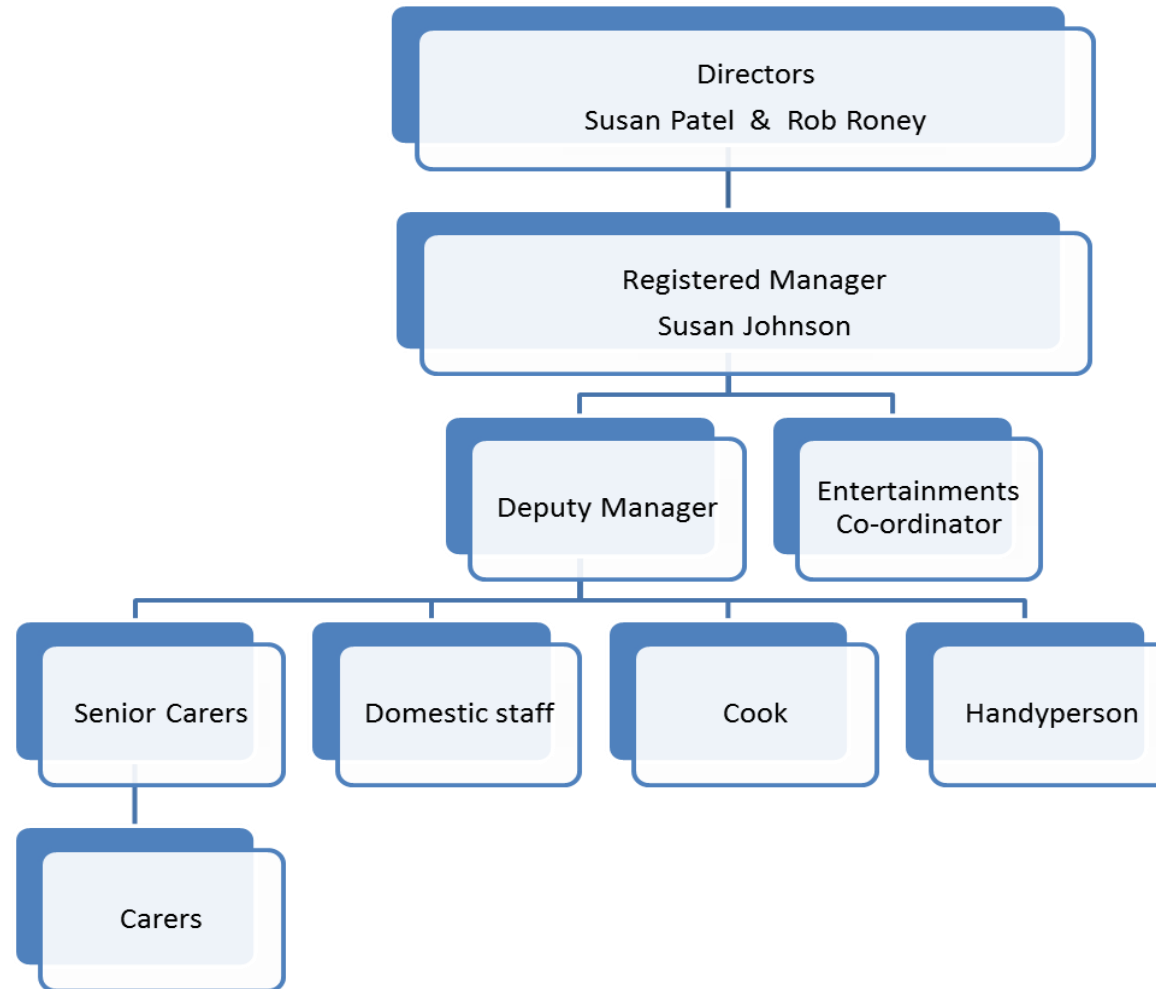 Directors
Susan Patel & Rob Roney
Registered Manager
Susan Johnson
Deputy Manager
Entertainments
Co-ordinator
Senior Carers
Domestic staff
Cook
Handyperson
Carers